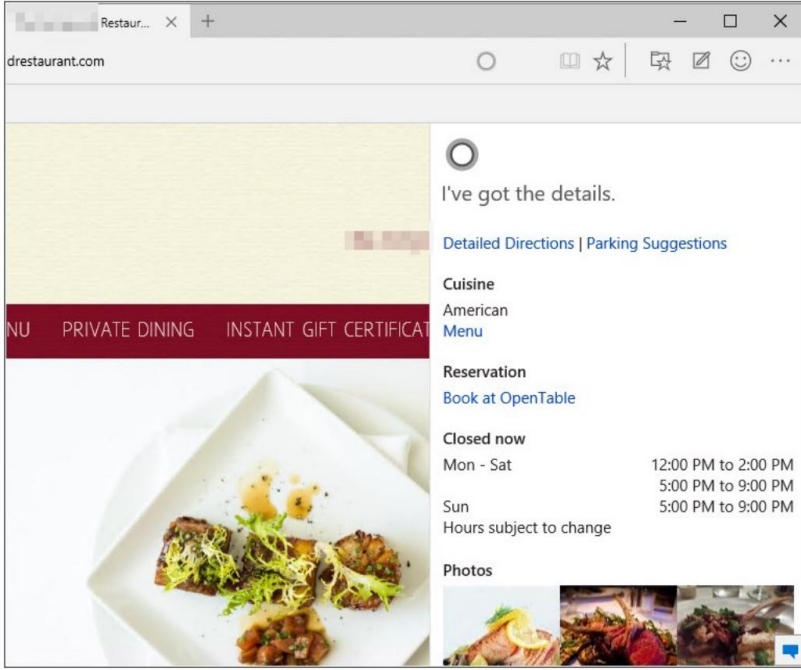 Restaur...
drestaurant.com
I've got the details.
Detailed Directions | Parking Suggestions
NU PRIVATE DINING INSTANT GIFT CERTIFICAT
Cuisine
American
Menu
Reservation
Book at OpenTable
Closed now
Mon - Sat 12:00 PM to 2:00 PM
5:00 PM to 9:00 PM
Sun 5:00 PM to 9:00 PM
Hours subject to change
Photos